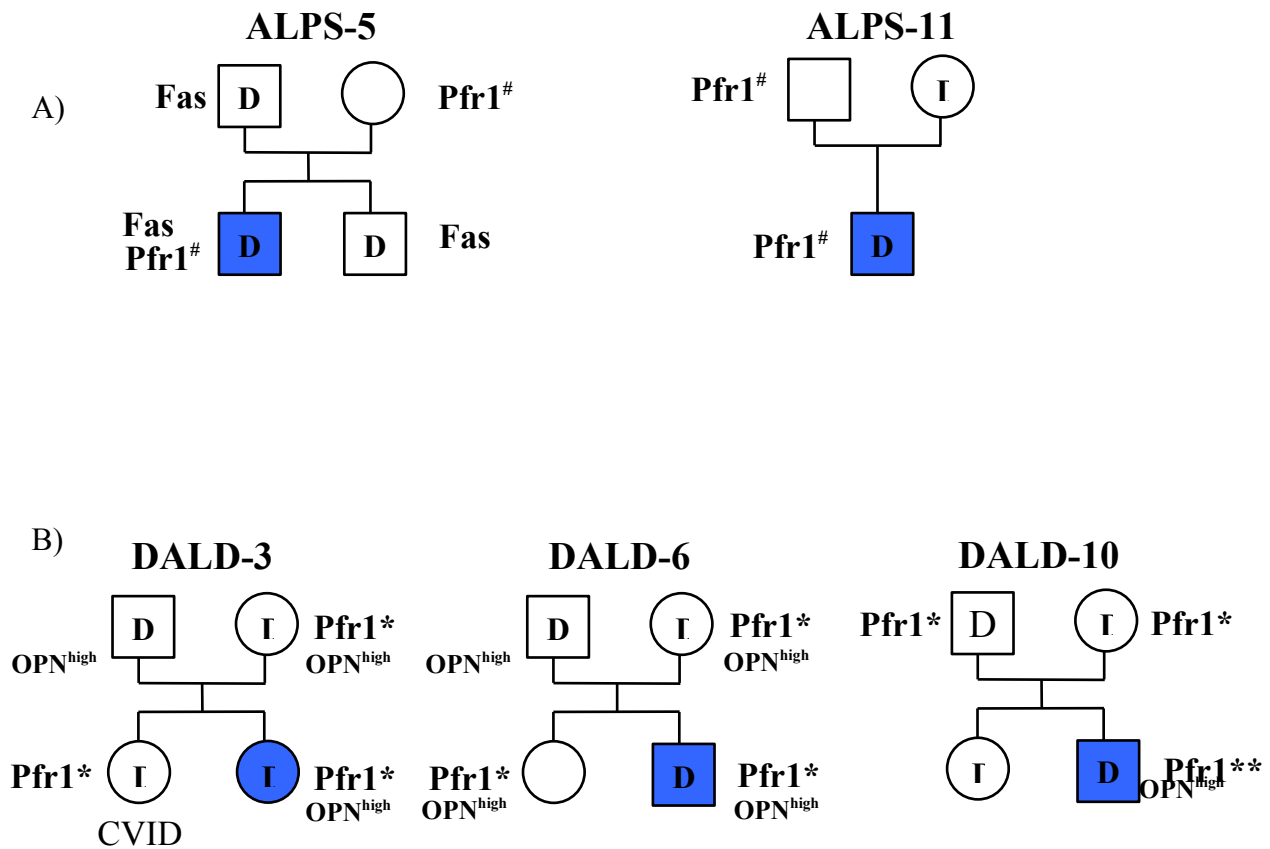 ALPS-5 ALPS-11
A)
Fas D Pfr1# Pfr1#
Fas
Pfr1# D D Fas Pfr1# D
B)
DALD-3 DALD-6 DALD-10
D Pfr1* D Pfr1* Pfr1* D Pfr1*
OPNhigh OPNhigh OPNhigh OPNhigh
Pfr1* Pfr1* Pfr1* D Pfr1* D Pfr1**
OPNhigh OPNhigh OPNhigh OPNhigh
CVID